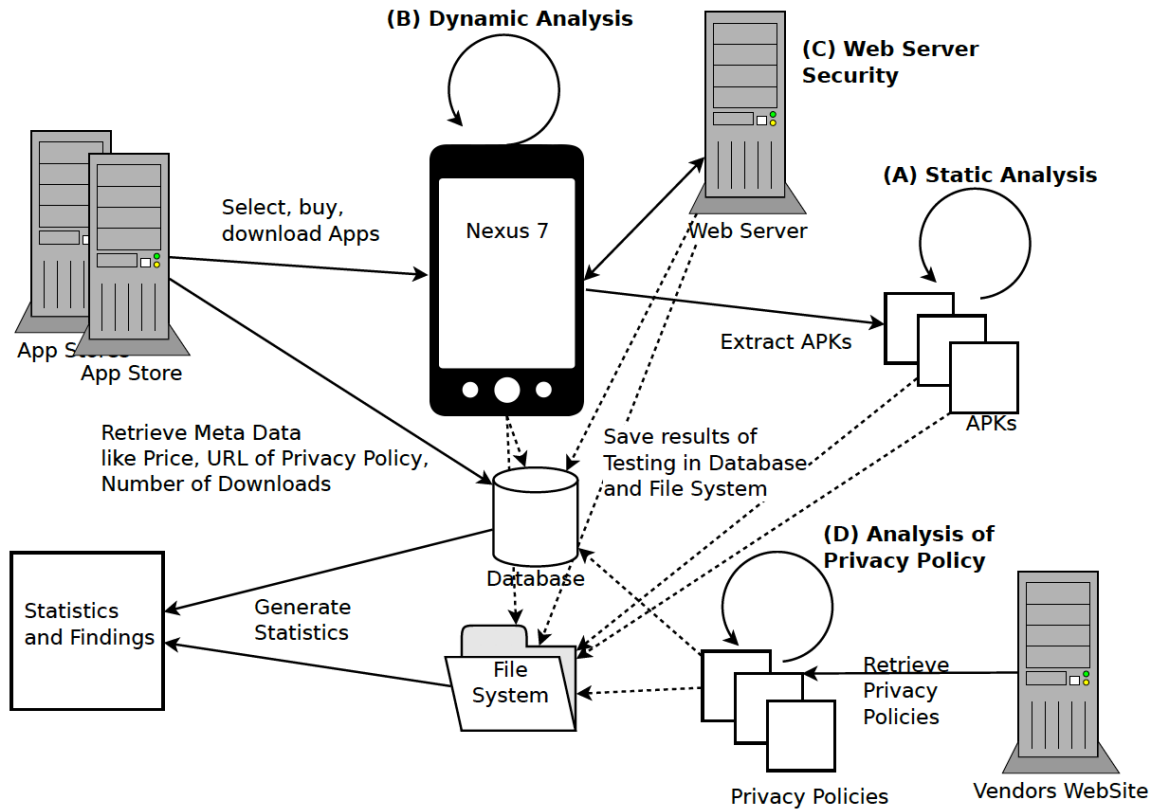 (B) Dynamic Analysis
(C) Web Server
Security
(A) Static Analysis
Select, buy,
download Apps
Nexus 7
Web Server
App Stores
App Store
Extract APKs
APKs
Retrieve Meta Data
like Price, URL of Privacy Policy,
Number of Downloads
Save results of
Testing in Database
and File System
(D) Analysis of
Privacy Policy
Database
Statistics
and Findings
Generate
Statistics
File
System
Retrieve
Privacy
Policies
Privacy Policies
Vendors WebSite